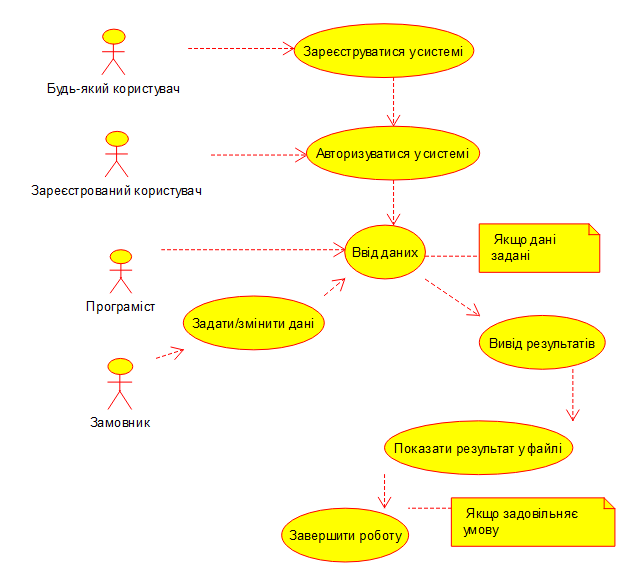 Зареєструватися у системі
Будь-який користувач
Авторизуватися у системі
Зареєстрований користувач
Якщо дані
задані
Ввід даних
Програміст
Задати/змінити дані
Вивід результатів
Замовник
Показати результат у файлі
Якщо задовільняє
умову
Завершити роботу